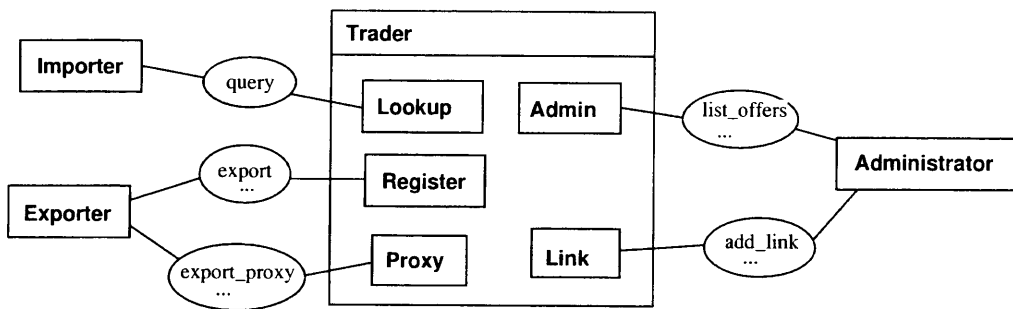 Trader
Importer
query
Lookup
Admin
list_offers
...
Administrator
export
...
Register
Exporter
export_proxy
...
Proxy
Link
add_link
...